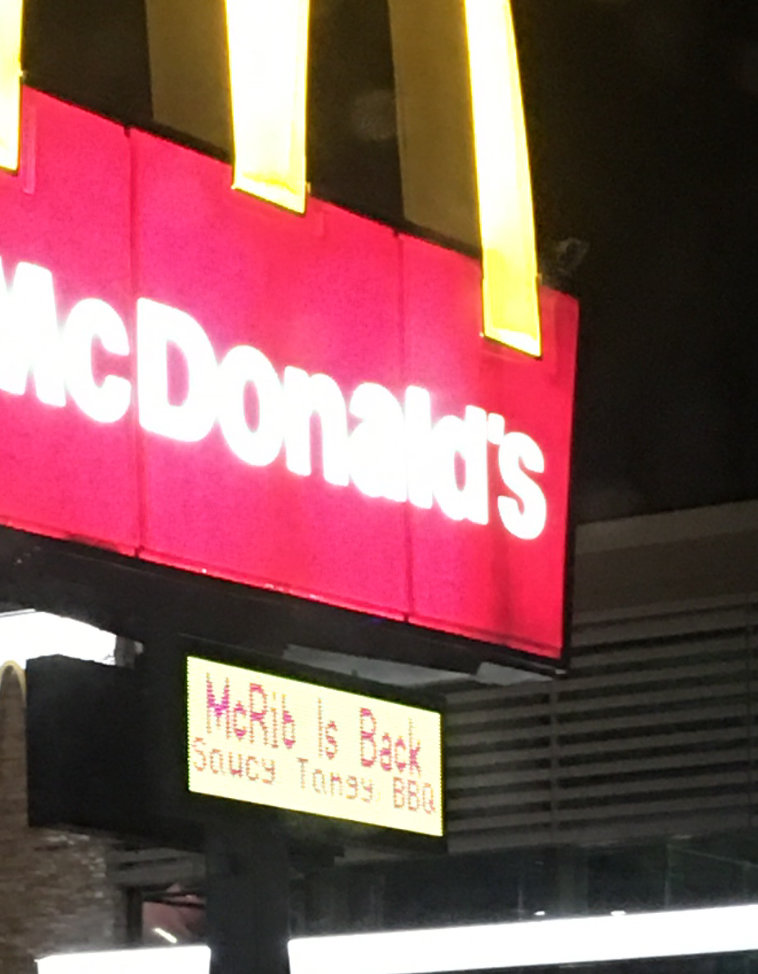 McDonald's
McRib Is Back
Saucy Tangy BBQ